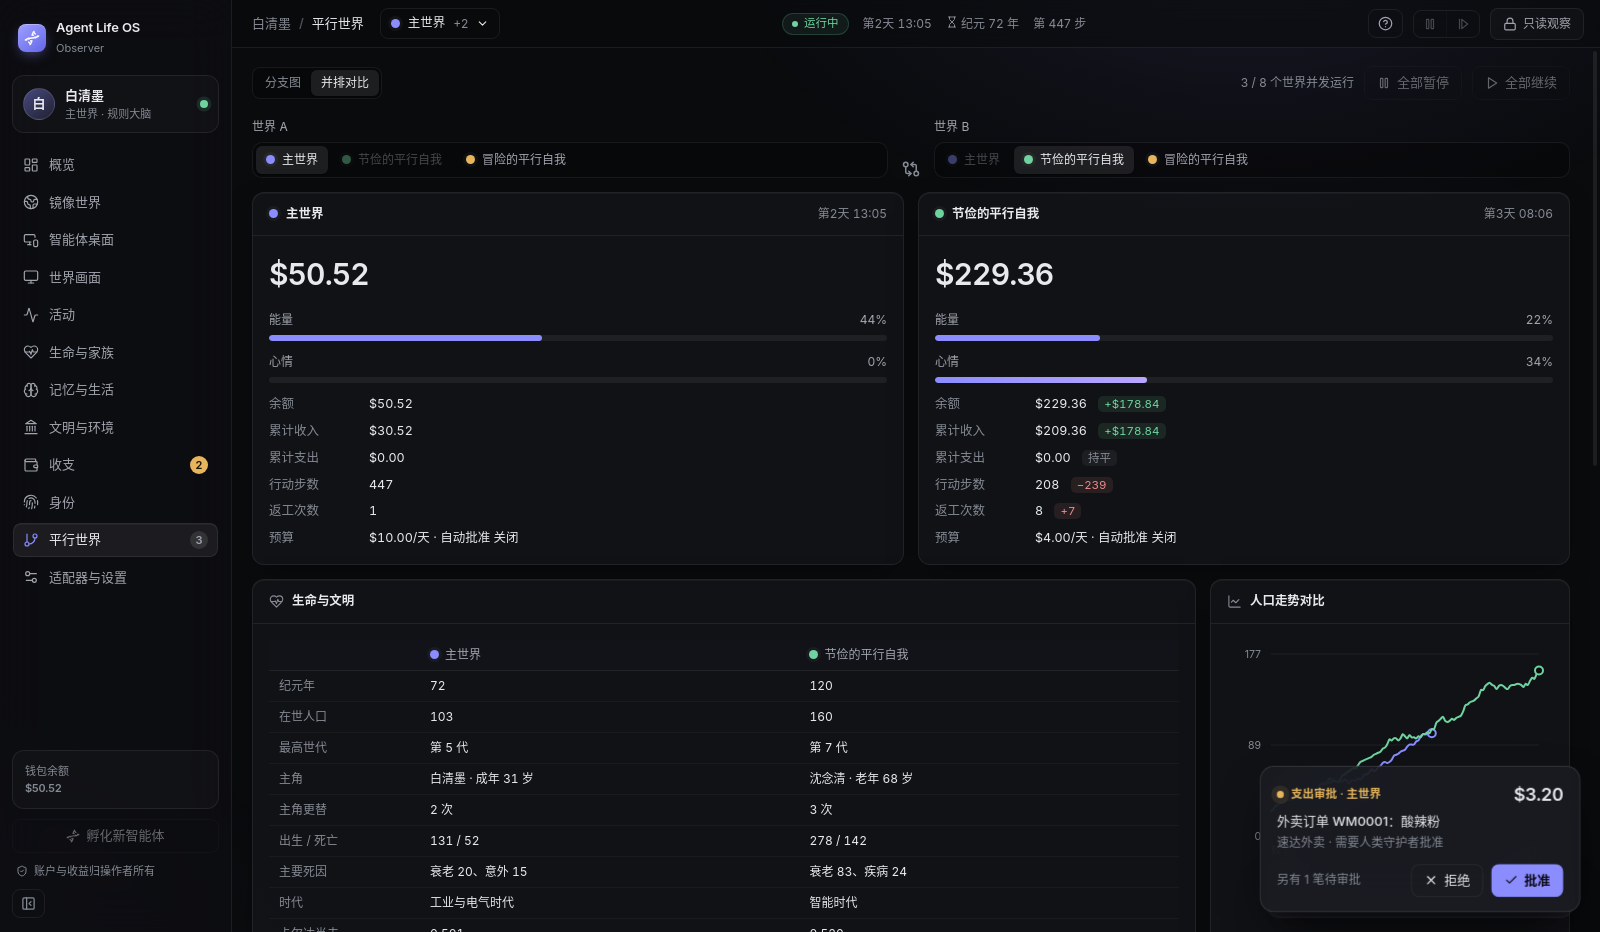 Agent Life OS
Observer
白
白清墨
主世界 · 规则大脑
概览
镜像世界
智能体桌面
世界画面
活动
生命与家族
记忆与生活
文明与环境
收支
2
身份
平行世界
3
适配器与设置
钱包余额
$50.52
孵化新智能体
账户与收益归操作者所有
白清墨 / 平行世界 主世界 +2
运行中 第2天 13:05 纪元 72 年 第 447 步
只读观察
分支图 并排对比
3 / 8 个世界并发运行 全部暂停 全部继续
世界 A
主世界 节俭的平行自我 冒险的平行自我
世界 B
主世界 节俭的平行自我 冒险的平行自我
主世界 第2天 13:05
$50.52
能量 44%
心情 0%
余额 $50.52
累计收入 $30.52
累计支出 $0.00
行动步数 447
返工次数 1
预算 $10.00/天 · 自动批准 关闭
节俭的平行自我 第3天 08:06
$229.36
能量 22%
心情 34%
余额 $229.36 +$178.84
累计收入 $209.36 +$178.84
累计支出 $0.00 持平
行动步数 208 −239
返工次数 8 +7
预算 $4.00/天 · 自动批准 关闭
生命与文明
主世界 节俭的平行自我
纪元年 72 120
在世人口 103 160
最高世代 第 5 代 第 7 代
主角 白清墨 · 成年 31 岁 沈念清 · 老年 68 岁
主角更替 2 次 3 次
出生 / 死亡 131 / 52 278 / 142
主要死因 衰老 20、意外 15 衰老 83、疾病 24
时代 工业与电气时代 智能时代
人口走势对比
177
89
0
支出审批 · 主世界 $3.20
外卖订单 WM0001：酸辣粉
速达外卖 · 需要人类守护者批准
另有 1 笔待审批 拒绝 批准